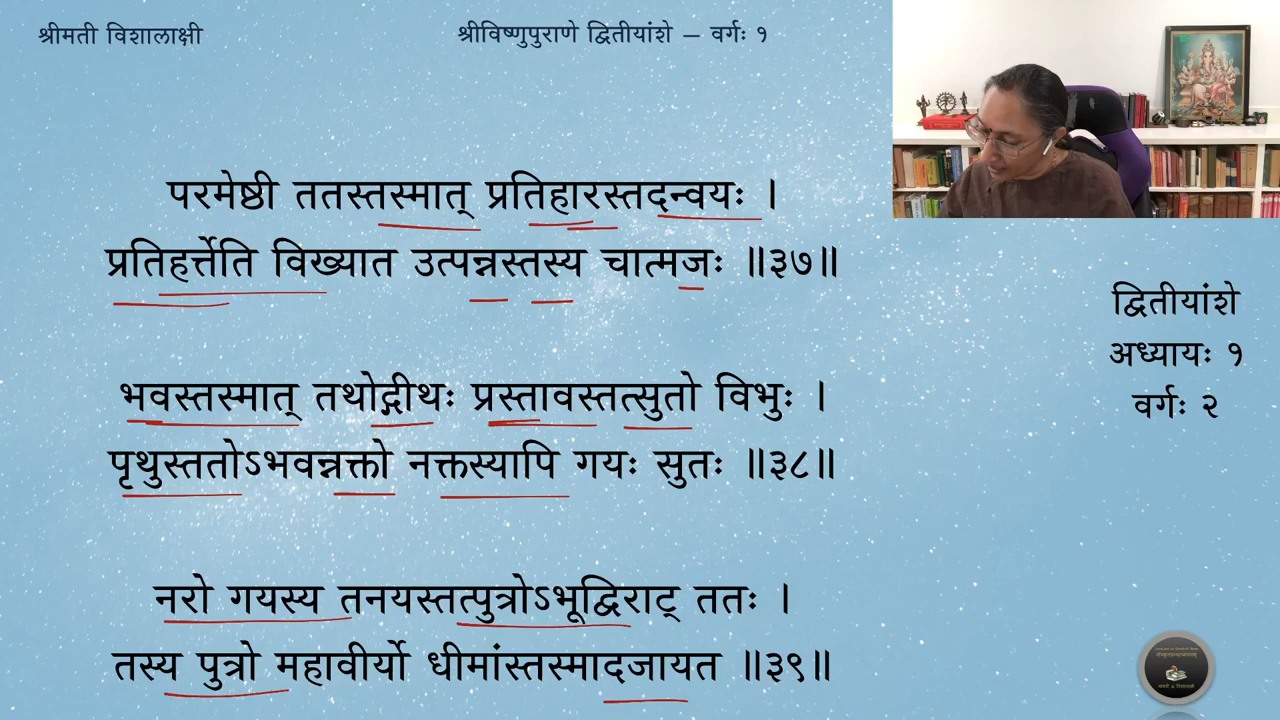 श्रीमती विशालाक्षी
श्रीविष्णुपुराणे द्वितीयांशे – वर्गः १
परमेष्ठी ततस्तस्मात् प्रतिहारस्तदन्वयः ।
प्रतिहर्त्तेति विख्यात उत्पन्नस्तस्य चात्मजः ॥३७॥
भवस्तस्मात् तथोद्गीथः प्रस्तावस्तत्सुतो विभुः ।
पृथुस्ततोऽभवन्नक्तो नक्तस्यापि गयः सुतः ॥३८॥
नरो गयस्य तनयस्तत्पुत्रोऽभूद्विराट् ततः ।
तस्य पुत्रो महावीर्यो धीमांस्तस्मादजायत ॥३९॥
द्वितीयांशे
अध्यायः १
वर्गः २